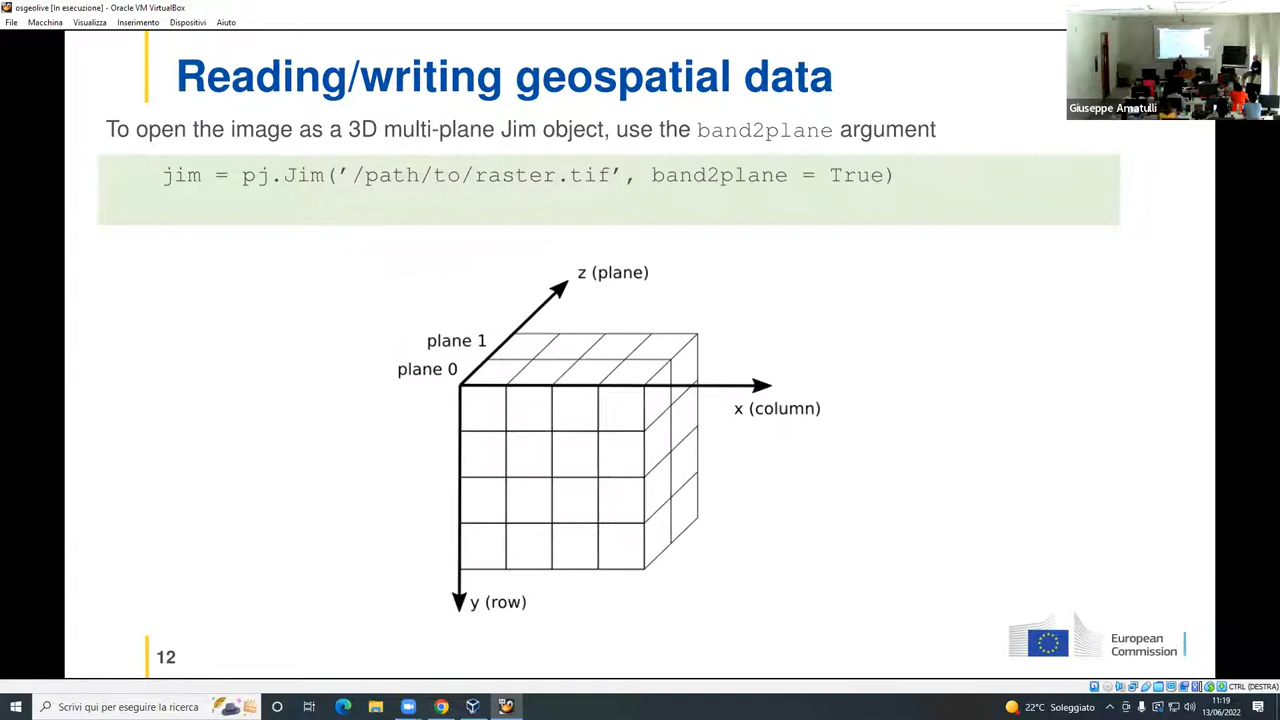 osgeolive [In esecuzione] - Oracle VM VirtualBox
File Macchina Visualizza Inserimento Dispositivi Aiuto
Reading/writing geospatial data
Giuseppe Amatulli
To open the image as a 3D multi-plane Jim object, use the band2plane argument
jim = pj.Jim('/path/to/raster.tif', band2plane = True)
z (plane)
plane 1
plane 0
x (column)
y (row)
European
Commission
12
CTRL (DESTRA)
Scrivi qui per eseguire la ricerca
22°C Soleggiato
11:19
13/06/2022